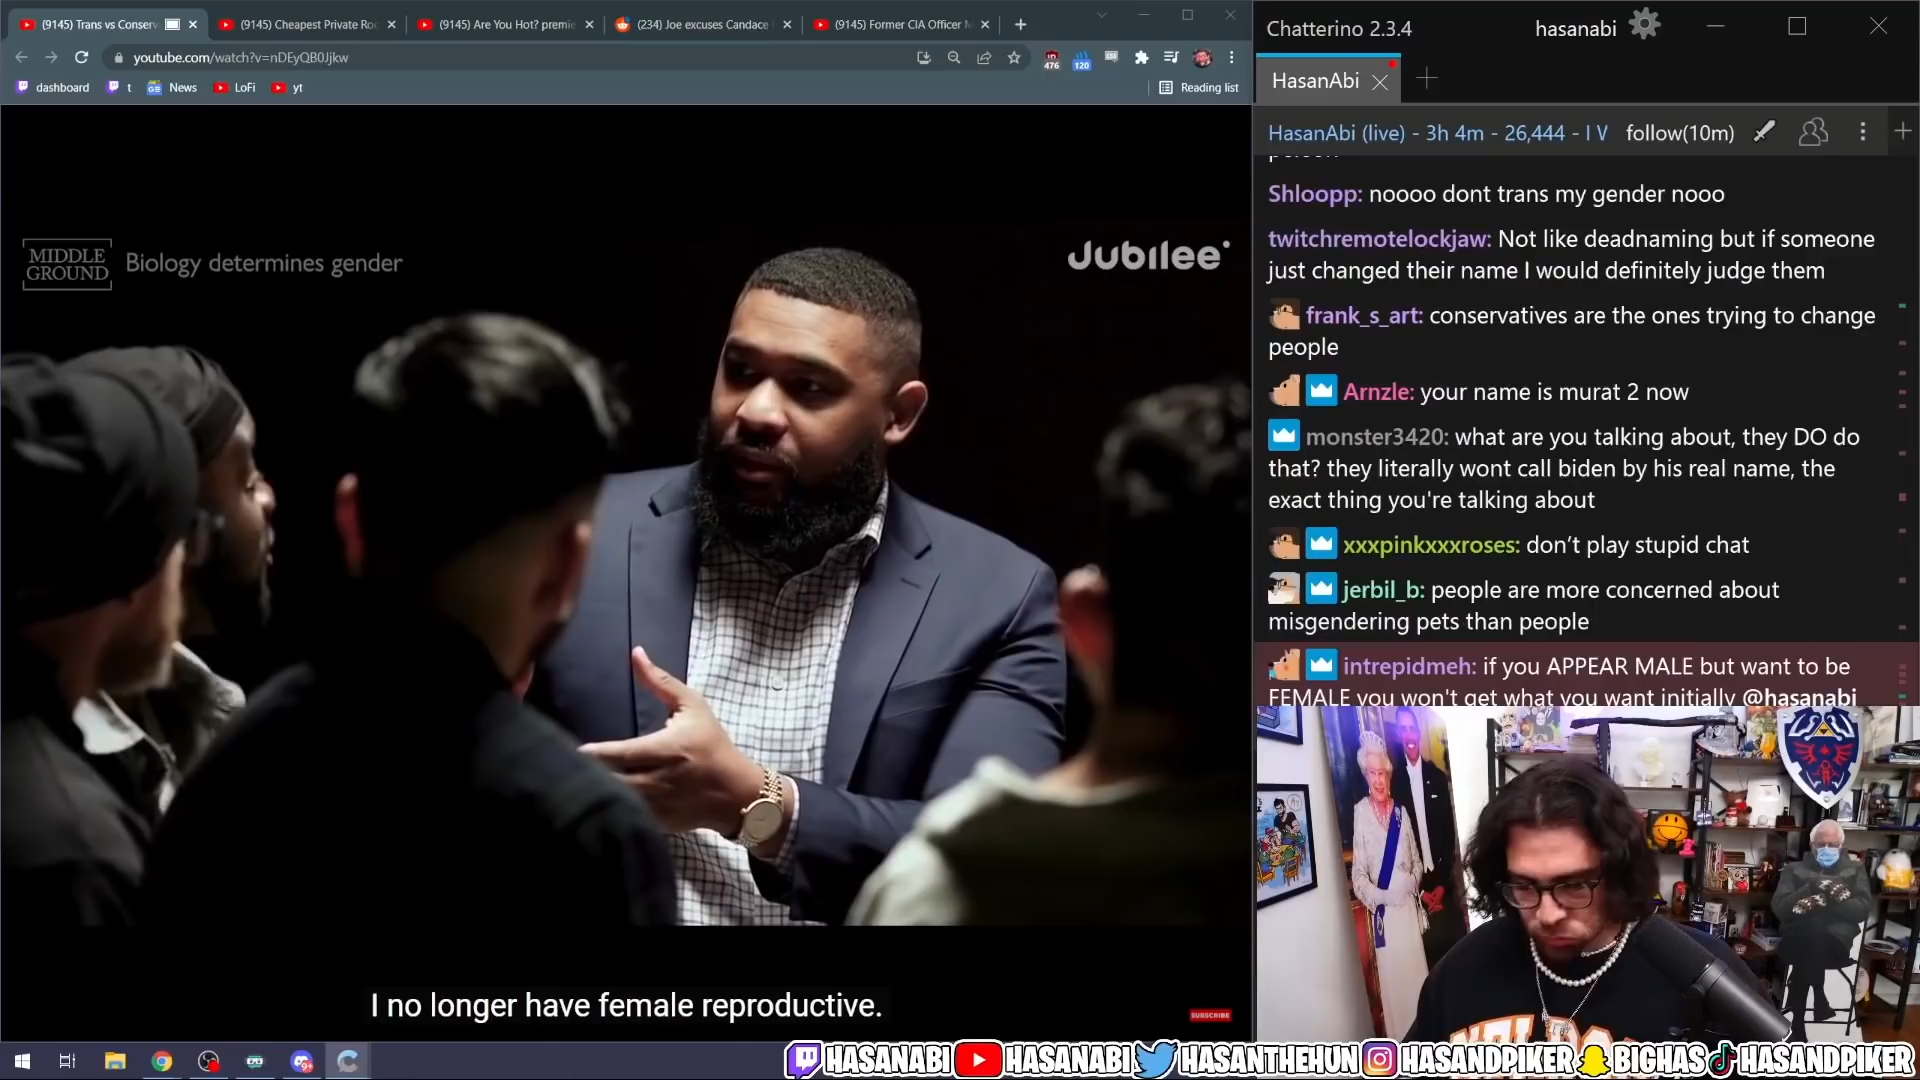 (9145) Trans vs Conserv
(9145) Cheapest Private Roo
(9145) Are You Hot? premie
(234) Joe excuses Candace
(9145) Former CIA Officer M
youtube.com/watch?v=nDEyQB0Jjkw
476
120
dashboard
t
News
LoFi
yt
Reading list
MIDDLE
GROUND
Biology determines gender
Jubilee
I no longer have female reproductive.
SUBSCRIBE
Chatterino 2.3.4
hasanabi
HasanAbi
HasanAbi (live) - 3h 4m - 26,444 - I V
follow(10m)
Shloopp: noooo dont trans my gender nooo
twitchremotelockjaw: Not like deadnaming but if someone
just changed their name I would definitely judge them
frank_s_art: conservatives are the ones trying to change
people
Arnzle: your name is murat 2 now
monster3420: what are you talking about, they DO do
that? they literally wont call biden by his real name, the
exact thing you're talking about
xxxpinkxxxroses: don’t play stupid chat
jerbil_b: people are more concerned about
misgendering pets than people
intrepidmeh: if you APPEAR MALE but want to be
FEMALE you won't get what you want initially @hasanabi
HASANABI
HASANABI
HASANTHEHUN
HASANDPIKER
BIGHAS
HASANDPIKER